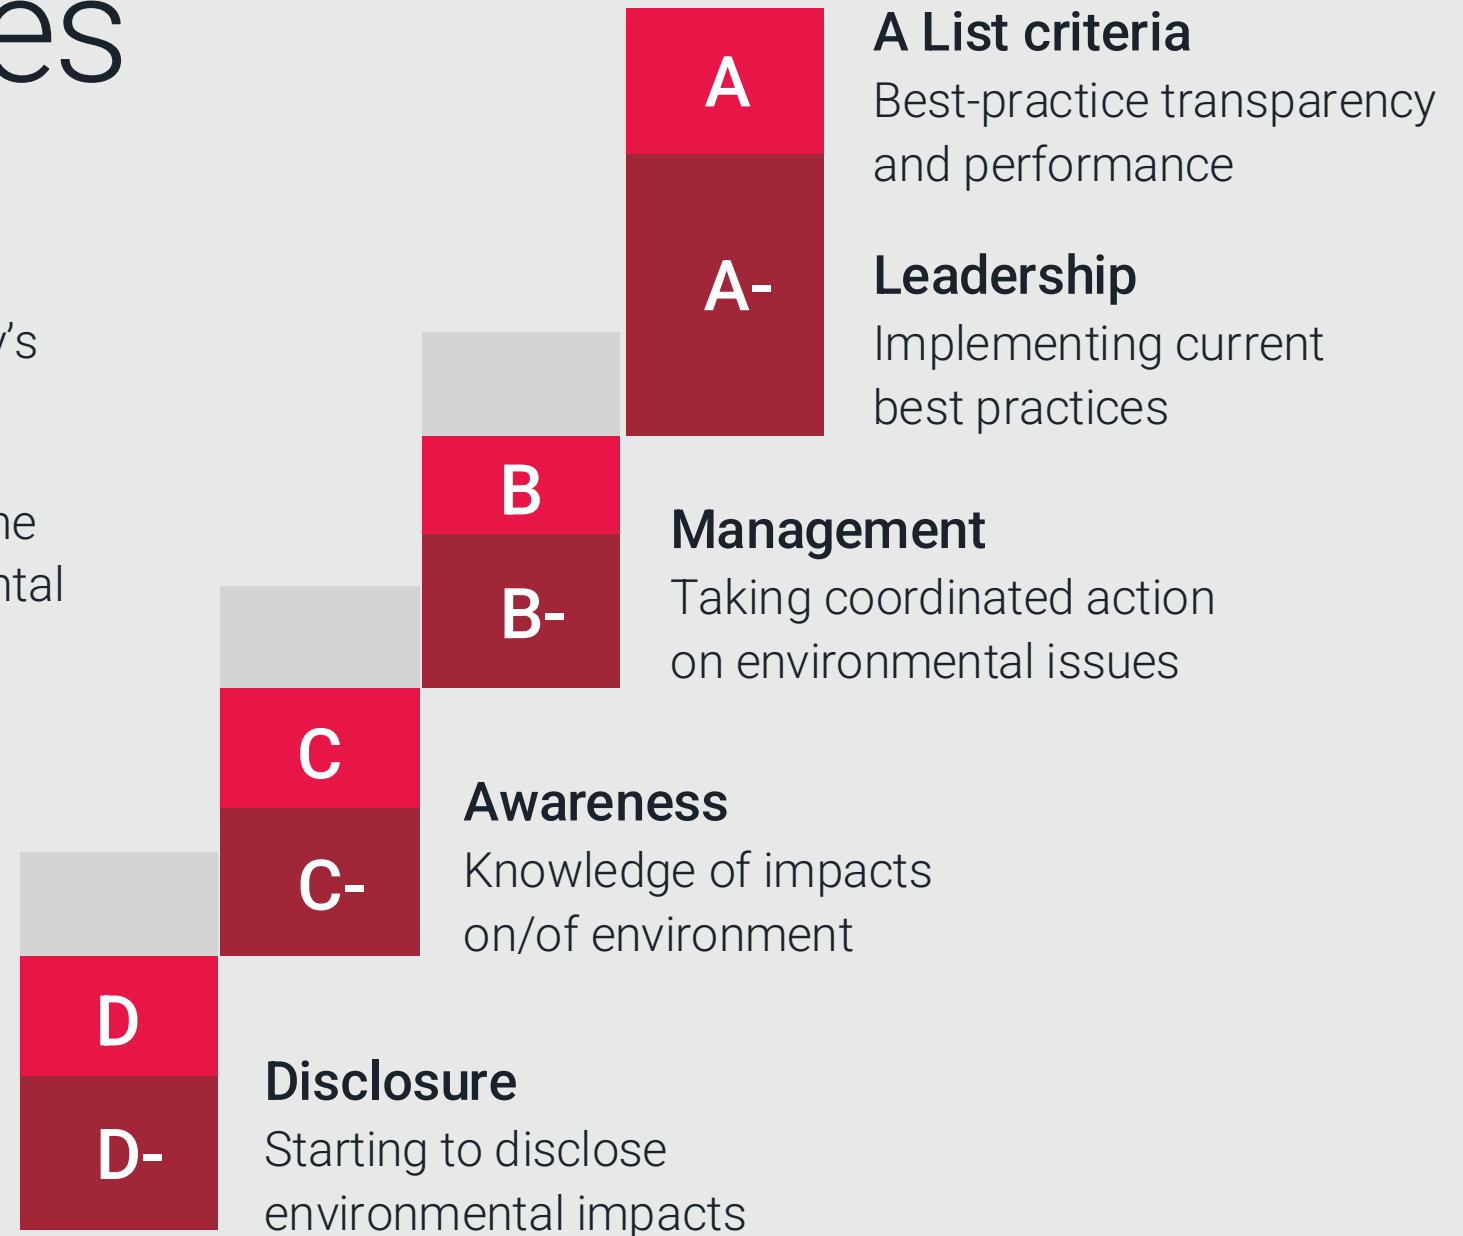 es
y's
ne
ntal
A
A List criteria
Best-practice transparency
and performance
A-
Leadership
Implementing current
best practices
B
B-
Management
Taking coordinated action
on environmental issues
C
C-
Awareness
Knowledge of impacts
on/of environment
D
D-
Disclosure
Starting to disclose
environmental impacts